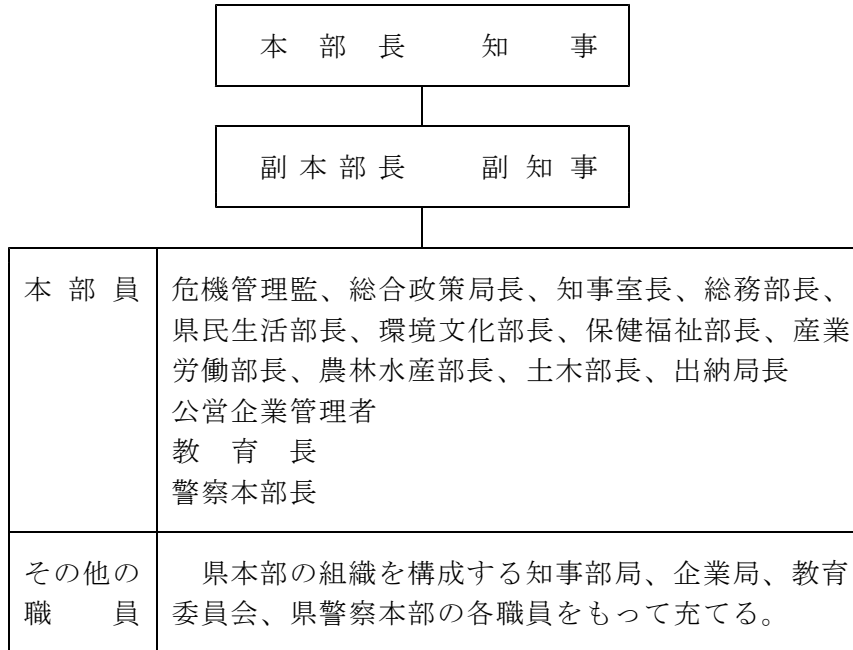 本部長 知事
副本部長 副知事
本部員
危機管理監、総合政策局長、知事室長、総務部長、
県民生活部長、環境文化部長、保健福祉部長、産業
労働部長、農林水産部長、土木部長、出納局長
公営企業管理者
教育長
警察本部長
その他の
職員
県本部の組織を構成する知事部局、企業局、教育
委員会、県警察本部の各職員をもって充てる。